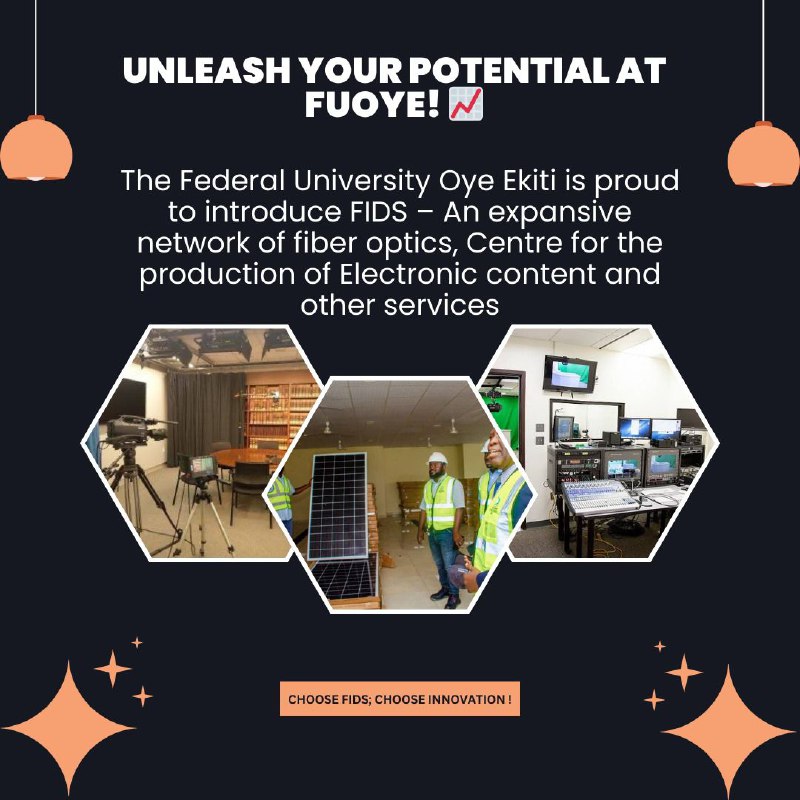 UNLEASH YOUR POTENTIAL AT
FUOYE! 📈
The Federal University Oye Ekiti is proud
to introduce FIDS – An expansive
network of fiber optics, Centre for the
production of Electronic content and
other services
CHOOSE FIDS; CHOOSE INNOVATION !